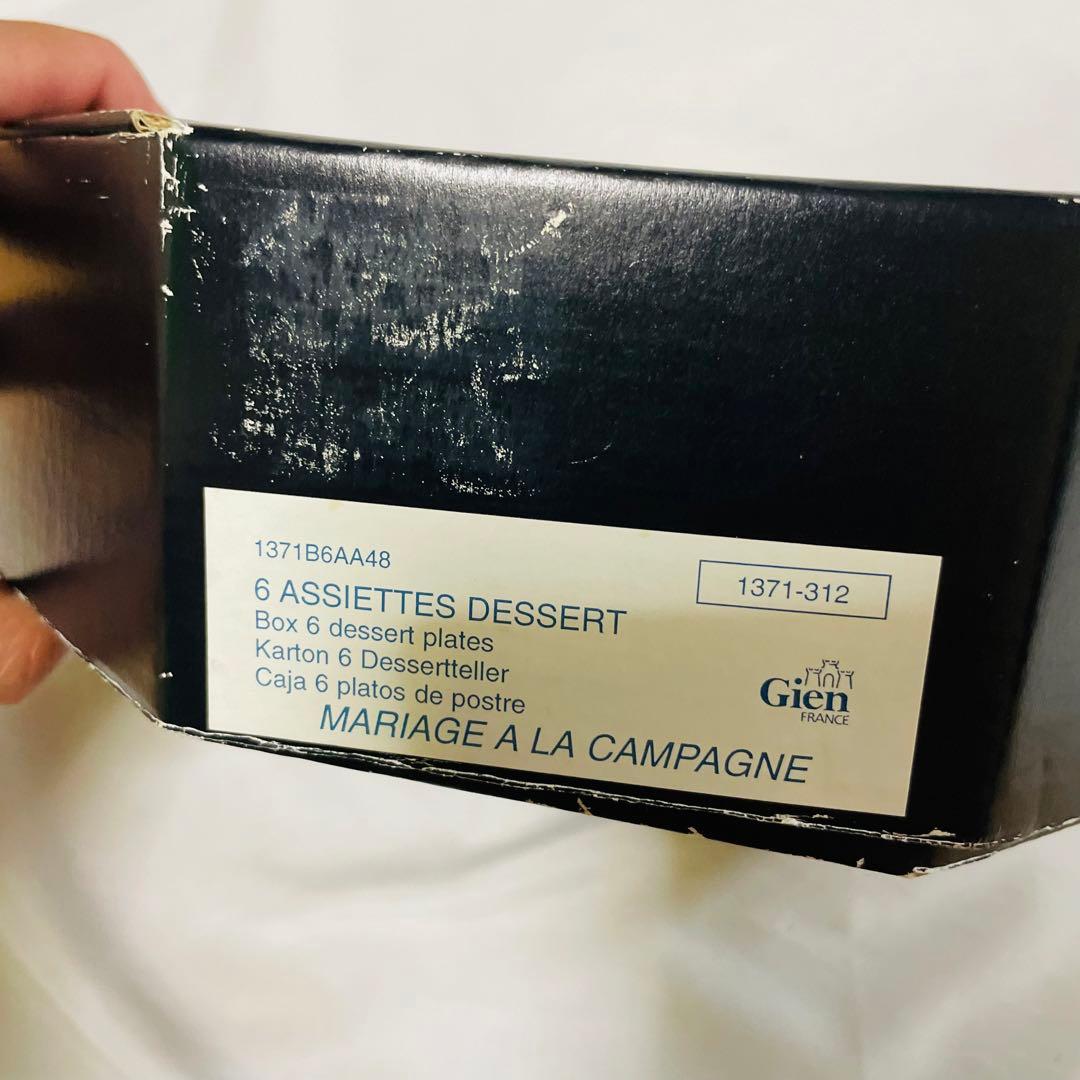 1371B6AA48
1371-312
6 ASSIETTES DESSERT
Box 6 dessert plates
Karton 6 Dessertteller
Caja 6 platos de postre
Gien
FRANCE
MARIAGE A LA CAMPAGNE